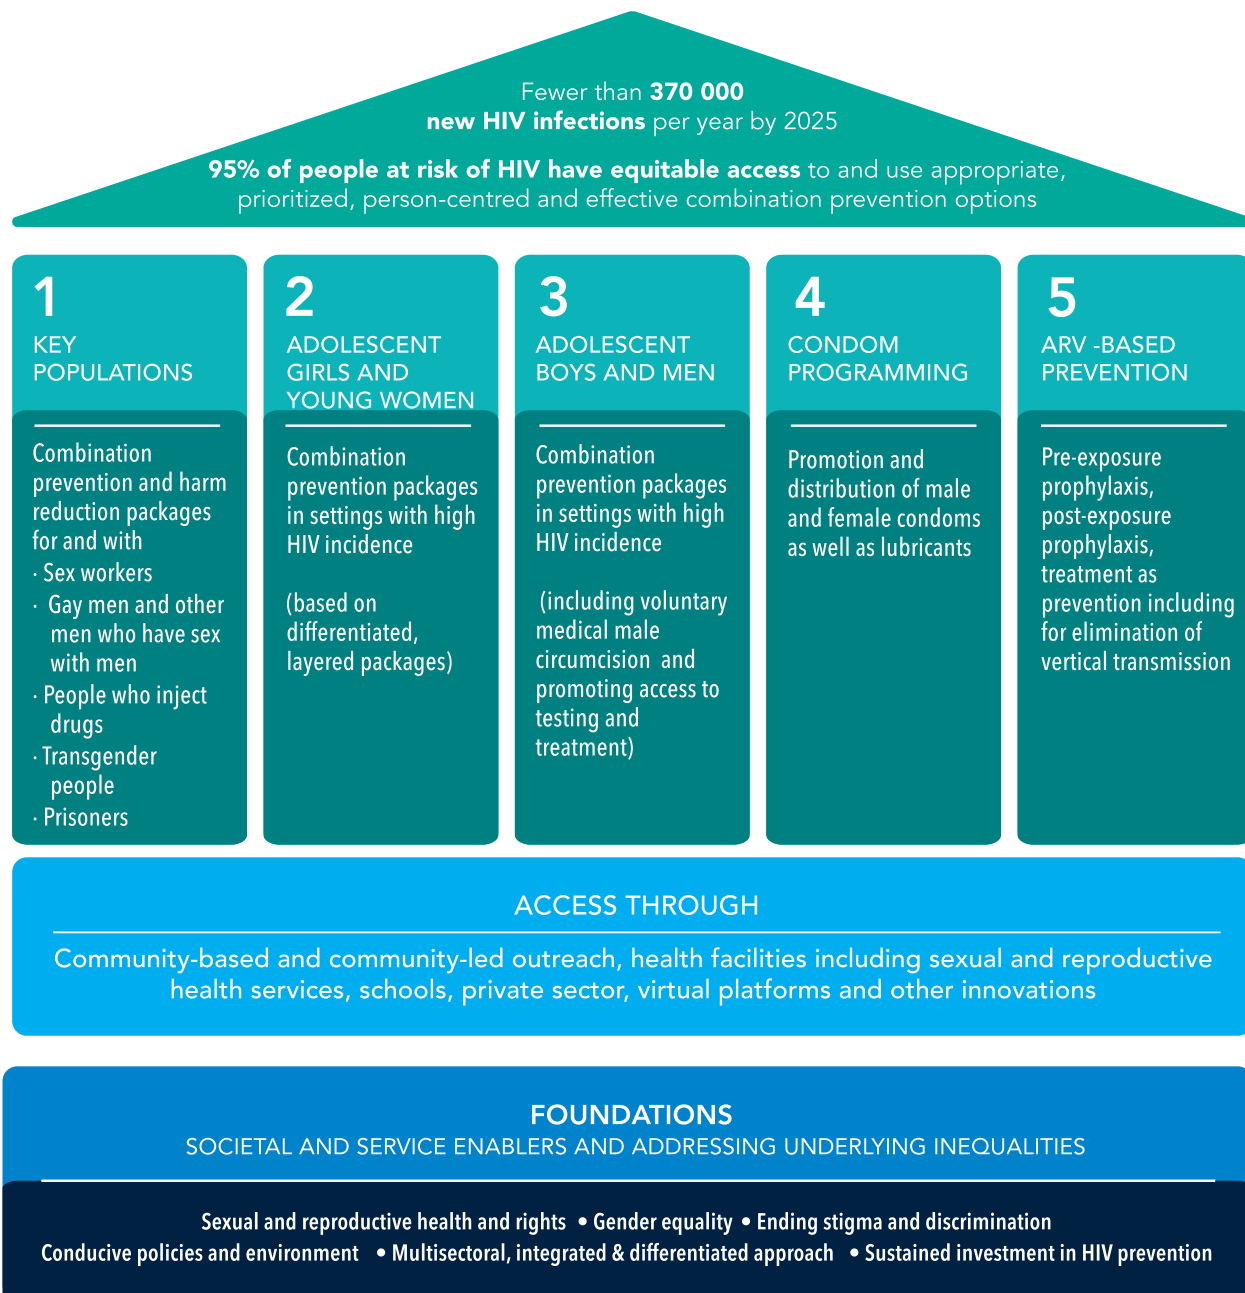 Fewer than 370 000
new HIV infections per year by 2025
95% of people at risk of HIV have equitable access to and use appropriate,
prioritized, person-centred and effective combination prevention options
1
KEY
POPULATIONS
Combination
prevention and harm
reduction packages
for and with
· Sex workers
· Gay men and other
men who have sex
with men
· People who inject
drugs
· Transgender
people
· Prisoners
2
ADOLESCENT
GIRLS AND
YOUNG WOMEN
Combination
prevention packages
in settings with high
HIV incidence
(based on
differentiated,
layered packages)
3
ADOLESCENT
BOYS AND MEN
Combination
prevention packages
in settings with high
HIV incidence
(including voluntary
medical male
circumcision and
promoting access to
testing and
treatment)
4
CONDOM
PROGRAMMING
Promotion and
distribution of male
and female condoms
as well as lubricants
5
ARV -BASED
PREVENTION
Pre-exposure
prophylaxis,
post-exposure
prophylaxis,
treatment as
prevention including
for elimination of
vertical transmission
ACCESS THROUGH
Community-based and community-led outreach, health facilities including sexual and reproductive
health services, schools, private sector, virtual platforms and other innovations
FOUNDATIONS
SOCIETAL AND SERVICE ENABLERS AND ADDRESSING UNDERLYING INEQUALITIES
Sexual and reproductive health and rights • Gender equality • Ending stigma and discrimination
Conducive policies and environment • Multisectoral, integrated & differentiated approach • Sustained investment in HIV prevention